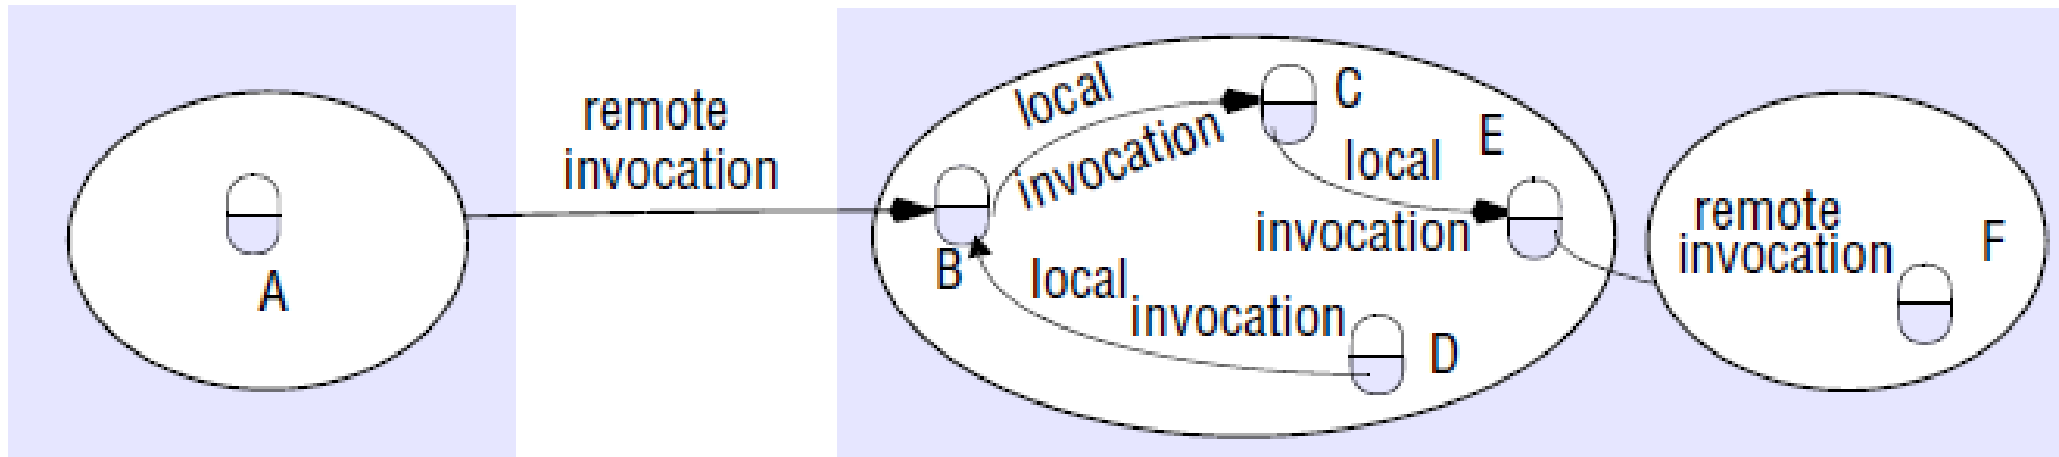 remote
invocation
A
local
invocation
C
E
local
invocation
B
local
invocation
D
remote
invocation
F